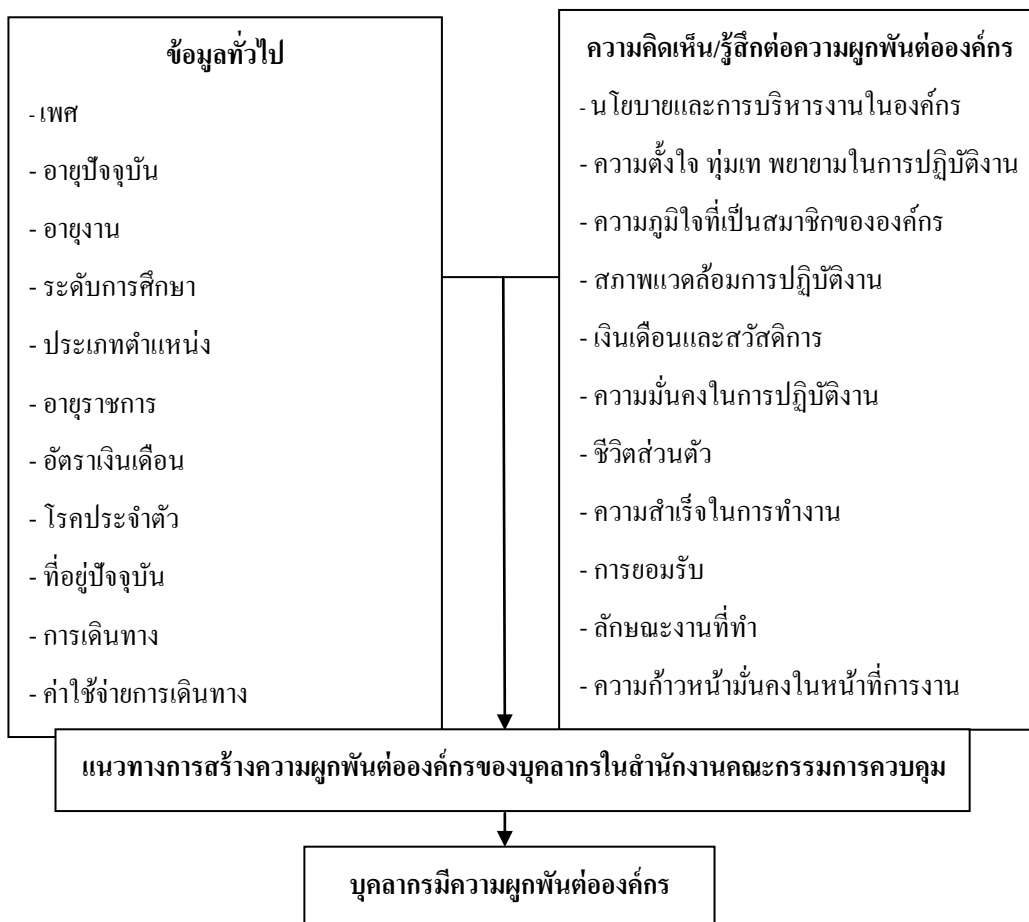 ข้อมูลทั่วไป
- เพศ
- อายุปัจจุบัน
- อายุงาน
- ระดับการศึกษา
- ประเภทตำแหน่ง
- อายุราชการ
- อัตราเงินเดือน
- โรคประจำตัว
- ที่อยู่ปัจจุบัน
- การเดินทาง
- ค่าใช้จ่ายการเดินทาง
ความคิดเห็น/รู้สึกต่อความผูกพันต่อองค์กร
- นโยบายและการบริหารงานในองค์กร
- ความตั้งใจ ทุ่มเท พยายามในการปฏิบัติงาน
- ความภูมิใจที่เป็นสมาชิกขององค์กร
- สภาพแวดล้อมการปฏิบัติงาน
- เงินเดือนและสวัสดิการ
- ความมั่นคงในการปฏิบัติงาน
- ชีวิตส่วนตัว
- ความสำเร็จในการทำงาน
- การยอมรับ
- ลักษณะงานที่ทำ
- ความก้าวหน้ามั่นคงในหน้าที่การงาน
แนวทางการสร้างความผูกพันต่อองค์กรของบุคลากรในสำนักงานคณะกรรมการควบคุม
บุคลากรมีความผูกพันต่อองค์กร